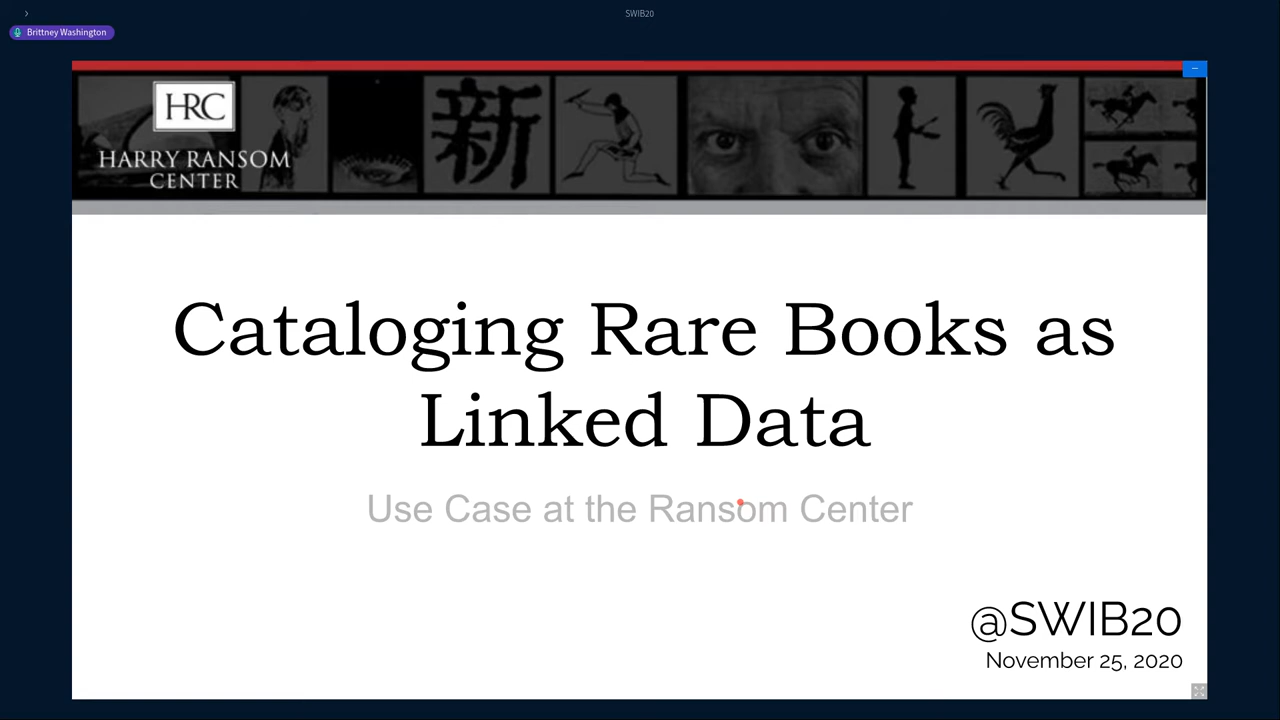 SWIB20
Brittney Washington
HRC
HARRY RANSOM
CENTER
新
Cataloging Rare Books as
Linked Data
Use Case at the Ransom Center
@SWIB20
November 25, 2020